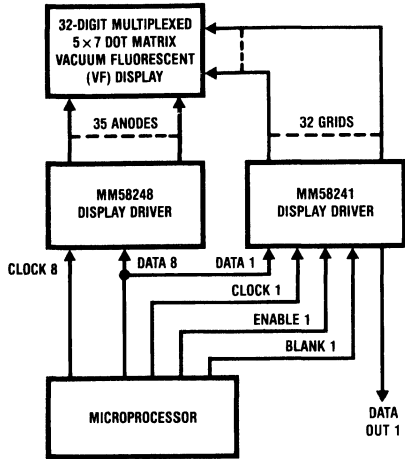 32-DIGIT MULTIPLEXED
5 × 7 DOT MATRIX
VACUUM FLUORESCENT
(VF) DISPLAY
35 ANODES
32 GRIDS
MM58248
DISPLAY DRIVER
MM58241
DISPLAY DRIVER
CLOCK 8
DATA 8
DATA 1
CLOCK 1
ENABLE 1
BLANK 1
MICROPROCESSOR
DATA
OUT 1